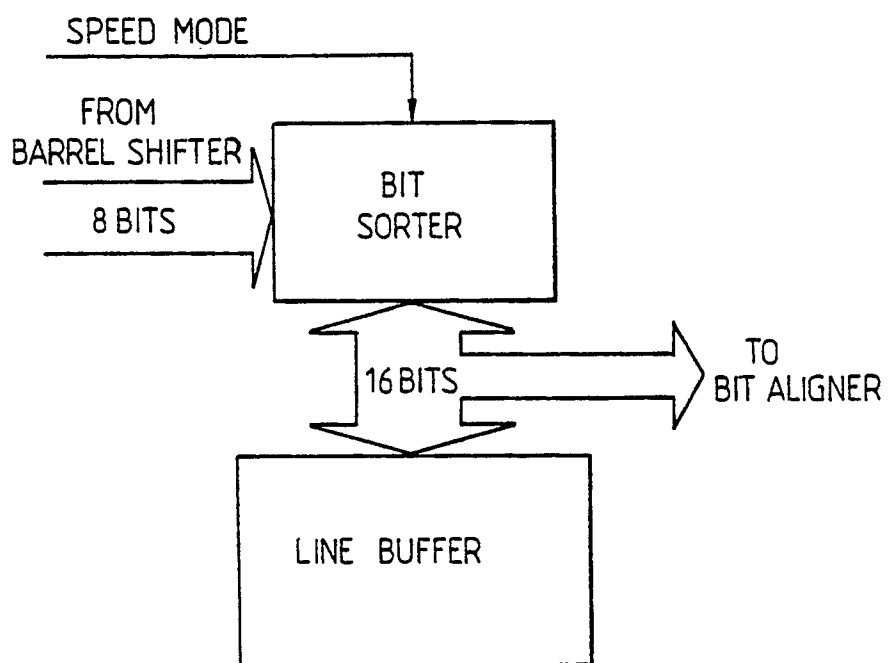 SPEED MODE
FROM
BARREL SHIFTER
8 BITS
BIT
SORTER
16 BITS
TO
BIT ALIGNER
LINE BUFFER